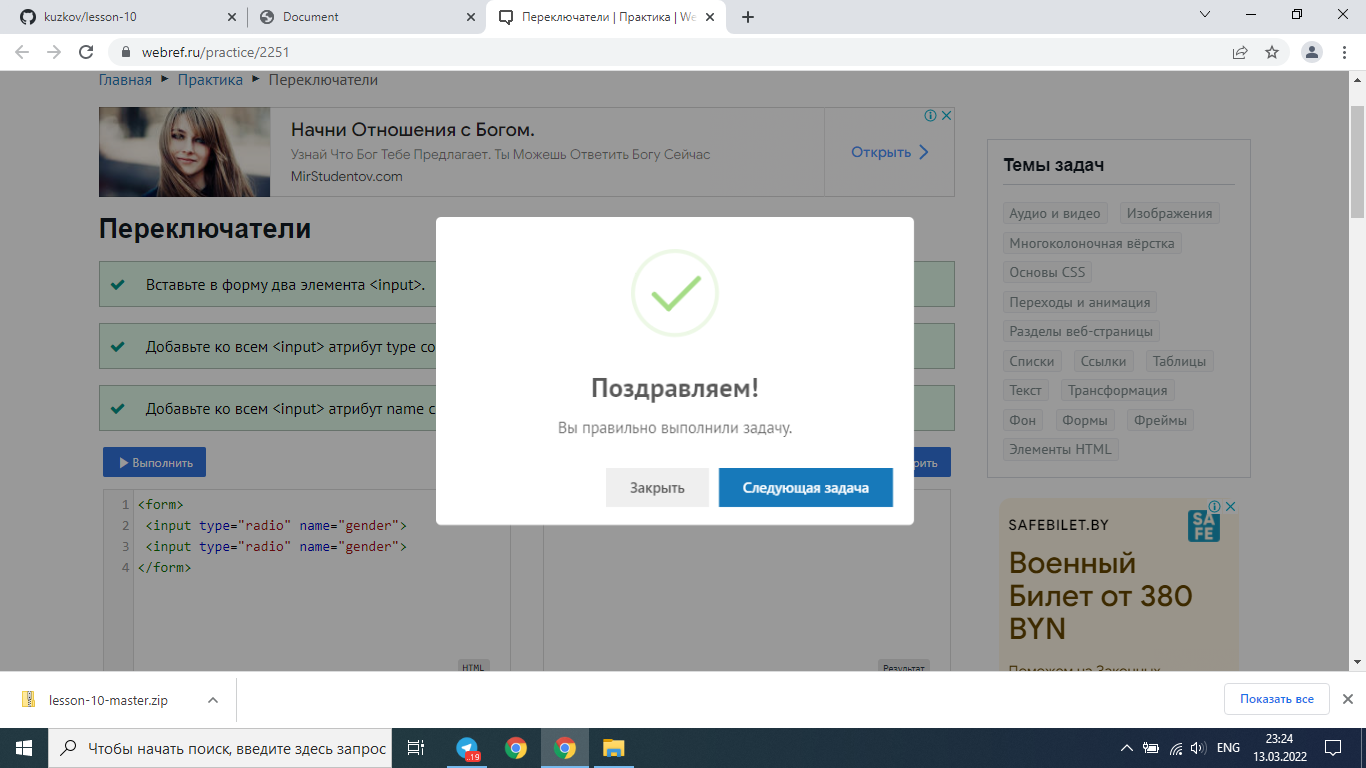 kuzkov/lesson-10
Document
Переключатели | Практика | We
webref.ru/practice/2251
Главная ► Практика ► Переключатели
Начни Отношения с Богом.
Узнай Что Бог Тебе Предлагает. Ты Можешь Ответить Богу Сейчас
MirStudentov.com
Открыть
Переключатели
Вставьте в форму два элемента <input>.
Добавьте ко всем <input> атрибут type со
Добавьте ко всем <input> атрибут name с
Выполнить
рить
Поздравляем!
Вы правильно выполнили задачу.
Закрыть
Следующая задача
1 <form>
2 <input type="radio" name="gender">
3 <input type="radio" name="gender">
4 </form>
HTML
Результат
Темы задач
Аудио и видео Изображения
Многоколоночная вёрстка
Основы CSS
Переходы и анимация
Разделы веб-страницы
Списки Ссылки Таблицы
Текст Трансформация
Фон Формы Фреймы
Элементы HTML
SAFEBILET.BY
SA
FE
Военный
Билет от 380
BYN
Поможем на Законных
lesson-10-master.zip
Показать все
Чтобы начать поиск, введите здесь запрос
19
ENG
23:24
13.03.2022